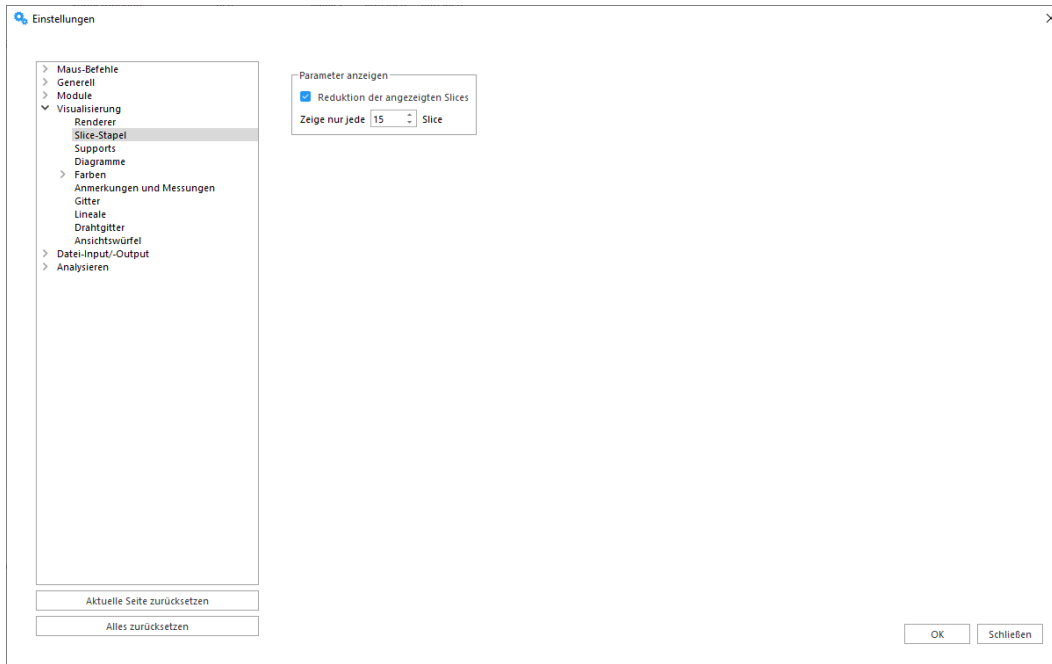 Einstellungen
Maus-Befehle
Generell
Module
Visualisierung
Renderer
Slice-Stapel
Supports
Diagramme
Farben
Anmerkungen und Messungen
Gitter
Lineale
Drahtgitter
Ansichtswürfel
Datei-Input/-Output
Analysieren
Aktuelle Seite zurücksetzen
Alles zurücksetzen
Parameter anzeigen
Reduktion der angezeigten Slices
Zeige nur jede 15 Slice
OK Schließen